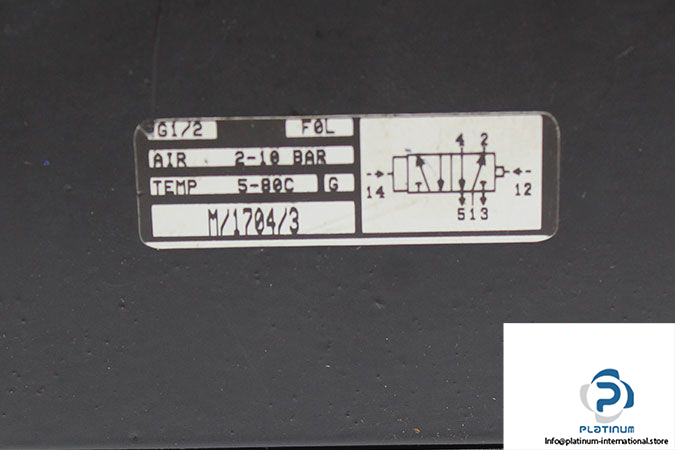 G1/2 F0L
AIR 2-10 BAR
TEMP 5-80C G
M/1704/3
4 2
14 12
513
PLATINUM
Info@platinum-international.store